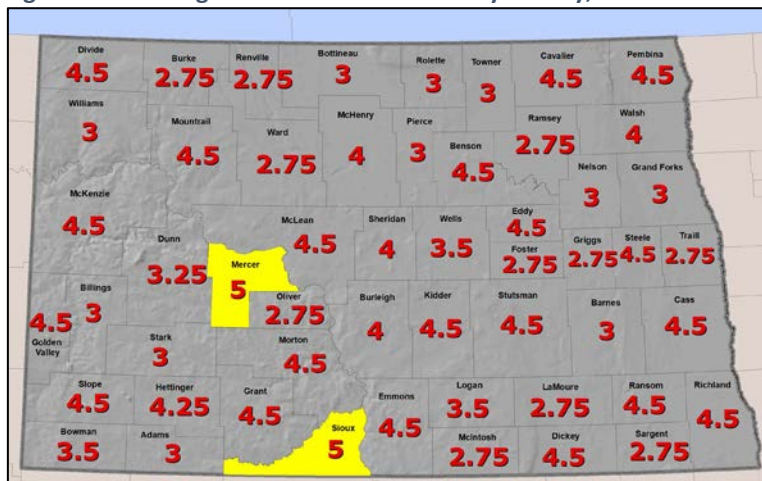 Divide
4.5
Burke
2.75
Renville
2.75
Bottineau
3
Rolette
3
Towner
3
Cavalier
4.5
Pembina
4.5
Williams
3
Mountrail
4.5
Ward
2.75
McHenry
4
Pierce
3
Benson
4.5
Ramsey
2.75
Walsh
4
Nelson
3
Grand Forks
3
McKenzie
4.5
Dunn
3.25
McLean
4.5
Sheridan
4
Wells
3.5
Eddy
4.5
Foster
2.75
Griggs
2.75
Steele
4.5
Traill
2.75
Mercer
5
Oliver
2.75
Billings
3
4.5
Golden
Valley
Stark
3
Morton
4.5
Burleigh
4
Kidder
4.5
Stutsman
4.5
Barnes
3
Cass
4.5
Slope
4.5
Hettinger
4.25
Grant
4.5
Sioux
5
Emmons
4.5
Logan
3.5
LaMoure
2.75
Ransom
4.5
Richland
4.5
Bowman
3.5
Adams
3
McIntosh
2.75
Dickey
4.5
Sargent
2.75